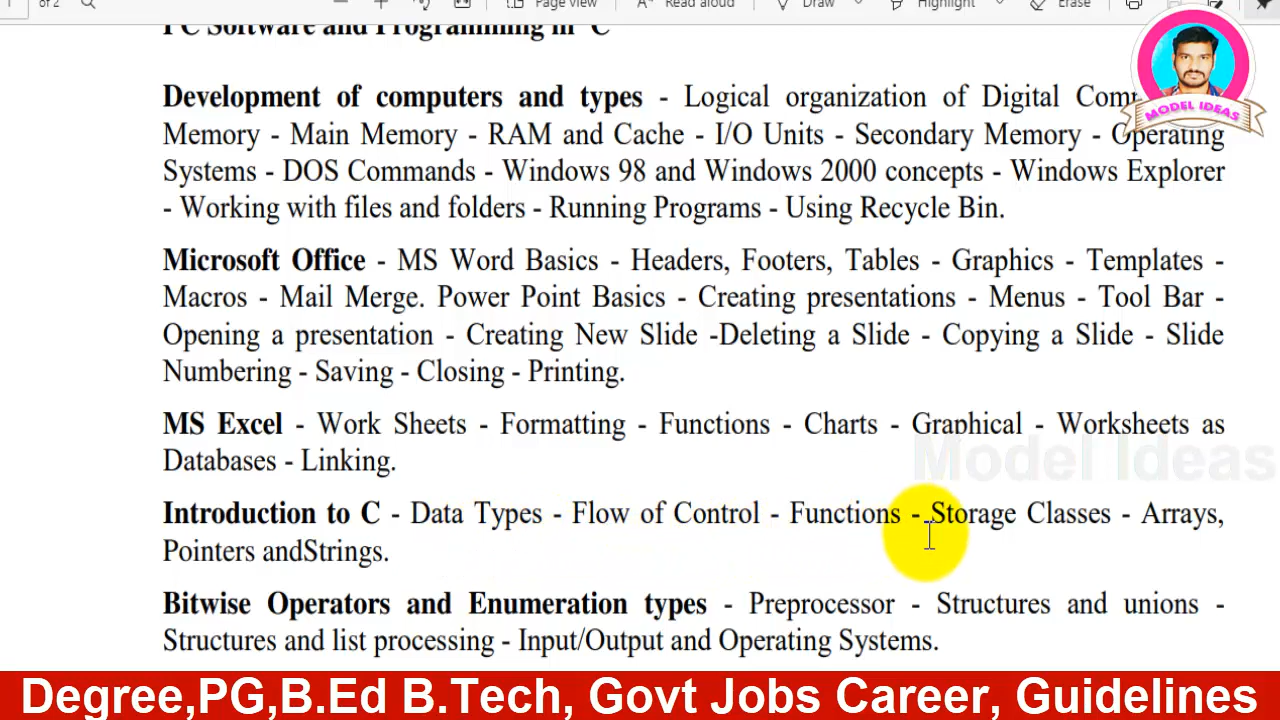 1 of 2 Page view Read aloud Draw Highlight Erase
PC Software and Programming in 'C'
Development of computers and types - Logical organization of Digital
Memory - Main Memory - RAM and Cache - I/O Units - Secondary Memory - Operating
Systems - DOS Commands - Windows 98 and Windows 2000 concepts - Windows Explorer
- Working with files and folders - Running Programs - Using Recycle Bin.
Microsoft Office - MS Word Basics - Headers, Footers, Tables - Graphics - Templates -
Macros - Mail Merge. Power Point Basics - Creating presentations - Menus - Tool Bar -
Opening a presentation - Creating New Slide -Deleting a Slide - Copying a Slide - Slide
Numbering - Saving - Closing - Printing.
MS Excel - Work Sheets - Formatting - Functions - Charts - Graphical - Worksheets as
Databases - Linking.
Introduction to C - Data Types - Flow of Control - Functions - Storage Classes - Arrays,
Pointers andStrings.
Bitwise Operators and Enumeration types - Preprocessor - Structures and unions -
Structures and list processing - Input/Output and Operating Systems.
MODEL IDEAS
Model Ideas
Degree,PG,B.Ed B.Tech, Govt Jobs Career, Guidelines